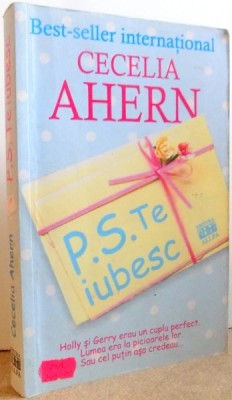 Best-seller internațional
CECELIA
AHERN
P.S. Te
iubesc
Holly și Gerry erau un cuplu perfect.
Lumea era la picioarele lor.
Sau cel puțin așa credeau...
Cecelia Ahern P.S. Te iubesc
ALLFA